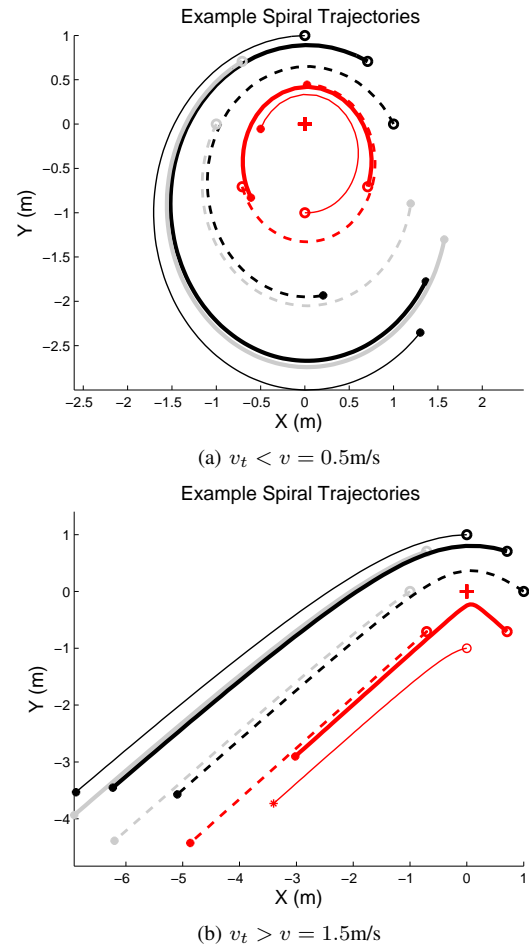 Example Spiral Trajectories
1
0.5
0
−0.5
−1
−1.5
−2
−2.5
Y (m)
−2.5 −2 −1.5 −1 −0.5 0 0.5 1 1.5 2
X (m)
(a) v_t < v = 0.5m/s
Example Spiral Trajectories
1
0
−1
−2
−3
−4
Y (m)
−6 −5 −4 −3 −2 −1 0 1
X (m)
(b) v_t > v = 1.5m/s